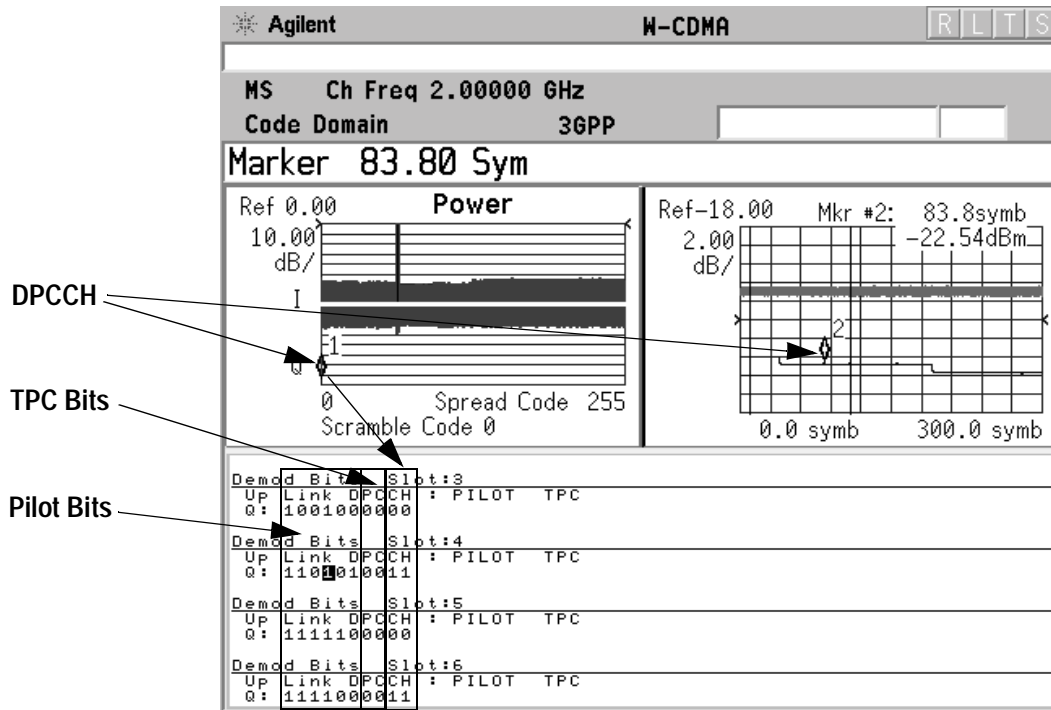 Agilent W-CDMA R L T S
MS Ch Freq 2.00000 GHz
Code Domain 3GPP
Marker 83.80 Sym
Ref 0.00 Power
10.00
dB/
I
1
Q
0 Spread Code 255
Scramble Code 0
Ref-18.00 Mkr #2: 83.8symb
2.00 -22.54dBm
dB/
2
0.0 symb 300.0 symb
DPCCH
TPC Bits
Pilot Bits
Demod Bits Slot:3
Up Link DPCCH : PILOT TPC
Q: 1001000000
Demod Bits Slot:4
Up Link DPCCH : PILOT TPC
Q: 1101010011
Demod Bits Slot:5
Up Link DPCCH : PILOT TPC
Q: 1111100000
Demod Bits Slot:6
Up Link DPCCH : PILOT TPC
Q: 1111000011